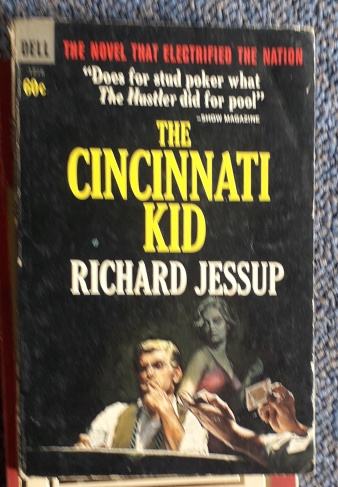 DELL
60c
THE NOVEL THAT ELECTRIFIED THE NATION
"Does for stud poker what
The Hustler did for pool"
—SHOW MAGAZINE
THE
CINCINNATI
KID
RICHARD JESSUP